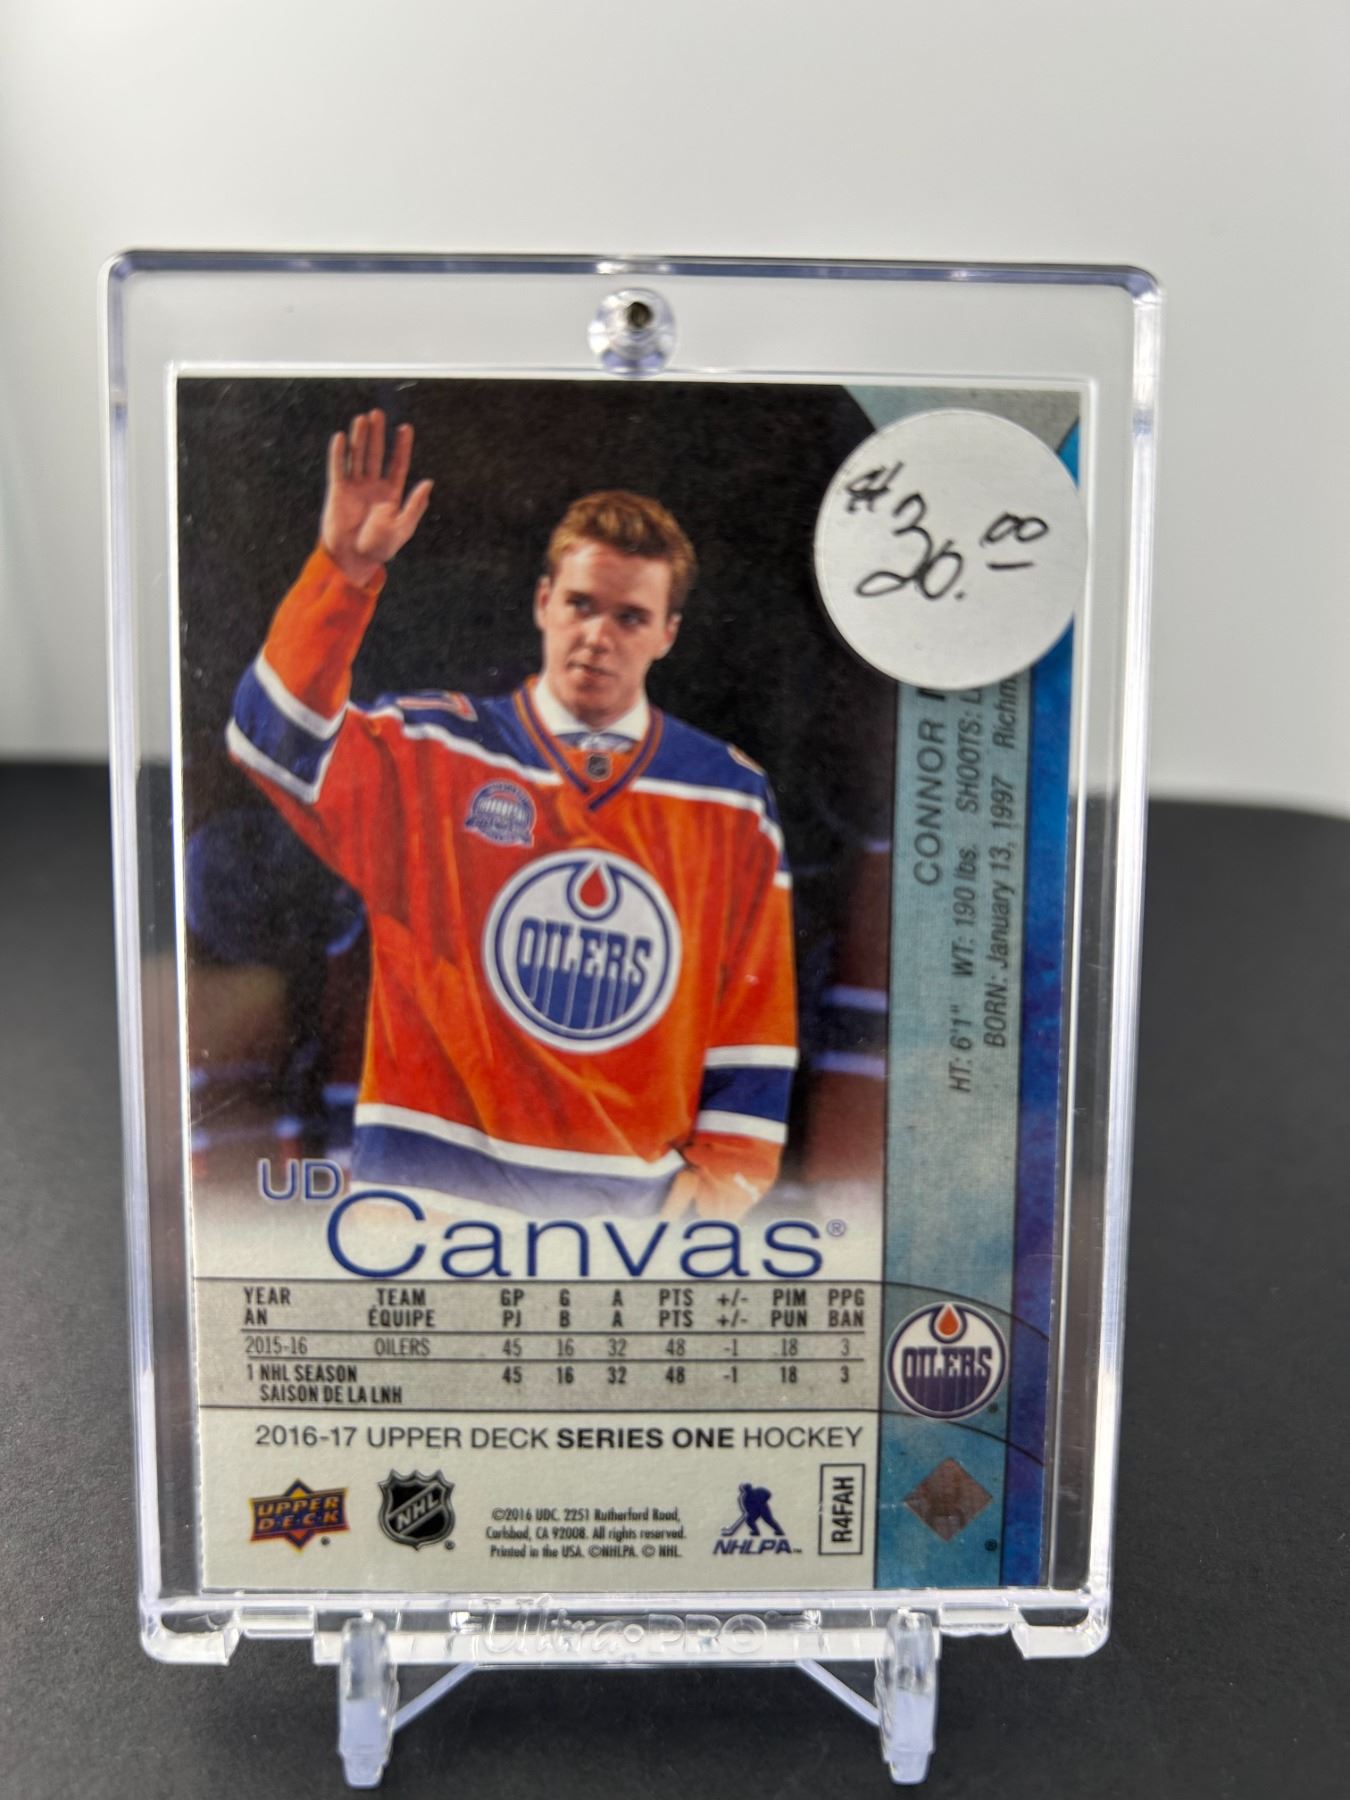 $20.00
CONNOR
HT: 6'1" WT: 190 lbs. SHOOTS:
BORN: January 13, 1997
OILERS
UD
Canvas®
YEAR TEAM GP G A PTS +/- PIM PPG
AN ÉQUIPE PJ B A PTS +/- PUN BAN
2015-16 OILERS 45 16 32 48 -1 18 3
1 NHL SEASON 45 16 32 48 -1 18 3
SAISON DE LA LNH
OILERS
2016-17 UPPER DECK SERIES ONE HOCKEY
UPPER DECK
NHL
©2016 UDC. 2251 Rutherford Road,
Carlsbad, CA 92008. All rights reserved.
Printed in the USA. ©NHLPA. © NHL.
NHLPA
R4FAH
Ultra•PRO